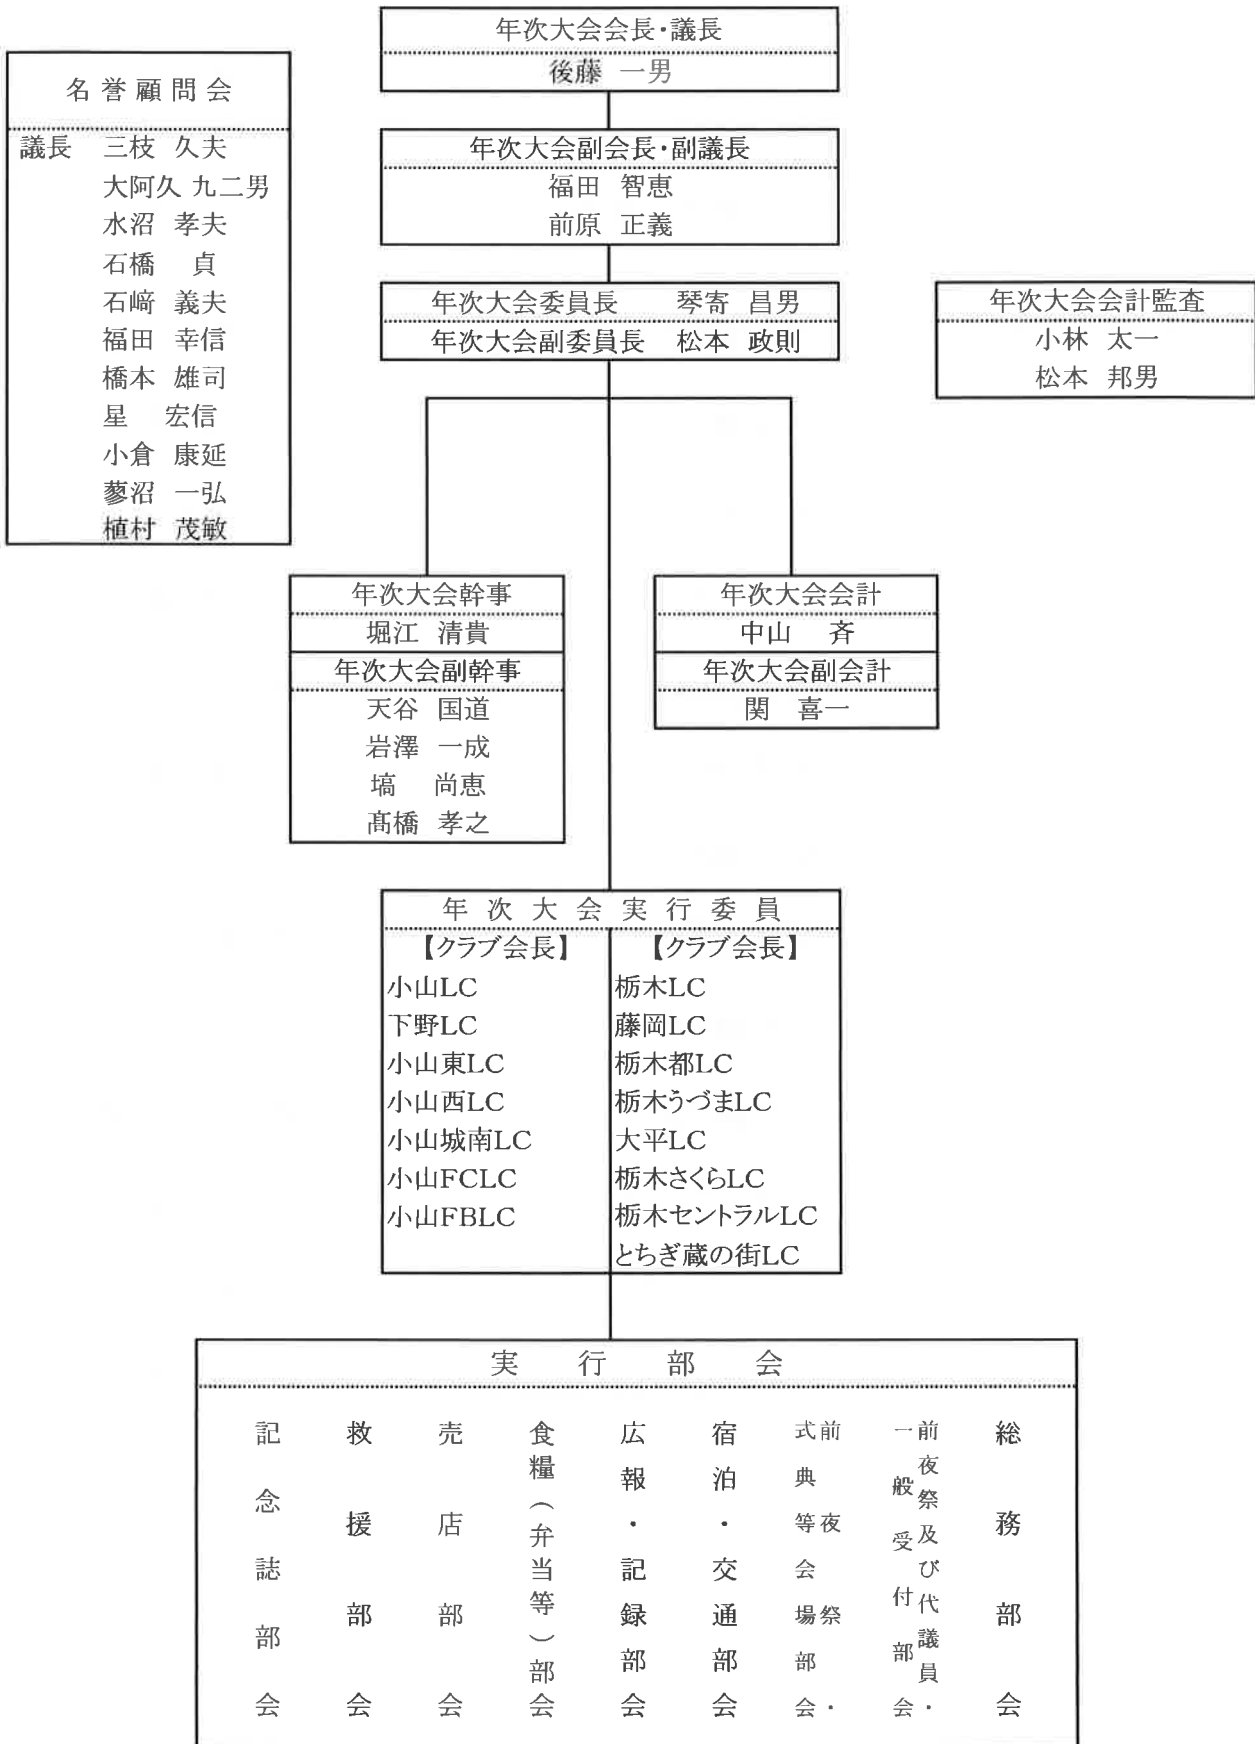 年次大会会長・議長
後藤 一男
名誉顧問会
議長 三枝 久夫
大阿久 九二男
水沼 孝夫
石橋 貞
石﨑 義夫
福田 幸信
橋本 雄司
星 宏信
小倉 康延
蓼沼 一弘
植村 茂敏
年次大会副会長・副議長
福田 智恵
前原 正義
年次大会委員長 琴寄 昌男
年次大会副委員長 松本 政則
年次大会会計監査
小林 太一
松本 邦男
年次大会幹事
堀江 清貴
年次大会副幹事
天谷 国道
岩澤 一成
塙 尚恵
髙橋 孝之
年次大会会計
中山 斉
年次大会副会計
関 喜一
年次大会実行委員
【クラブ会長】
小山LC
下野LC
小山東LC
小山西LC
小山城南LC
小山FCLC
小山FBLC
【クラブ会長】
栃木LC
藤岡LC
栃木都LC
栃木うづまLC
大平LC
栃木さくらLC
栃木セントラルLC
とちぎ蔵の街LC
実行部会
総務部会
前夜祭及び代議員・
一般受付部会
前夜祭・
式典等会場部会
宿泊・交通部会
広報・記録部会
食糧(弁当等)部会
売店部会
救援部会
記念誌部会